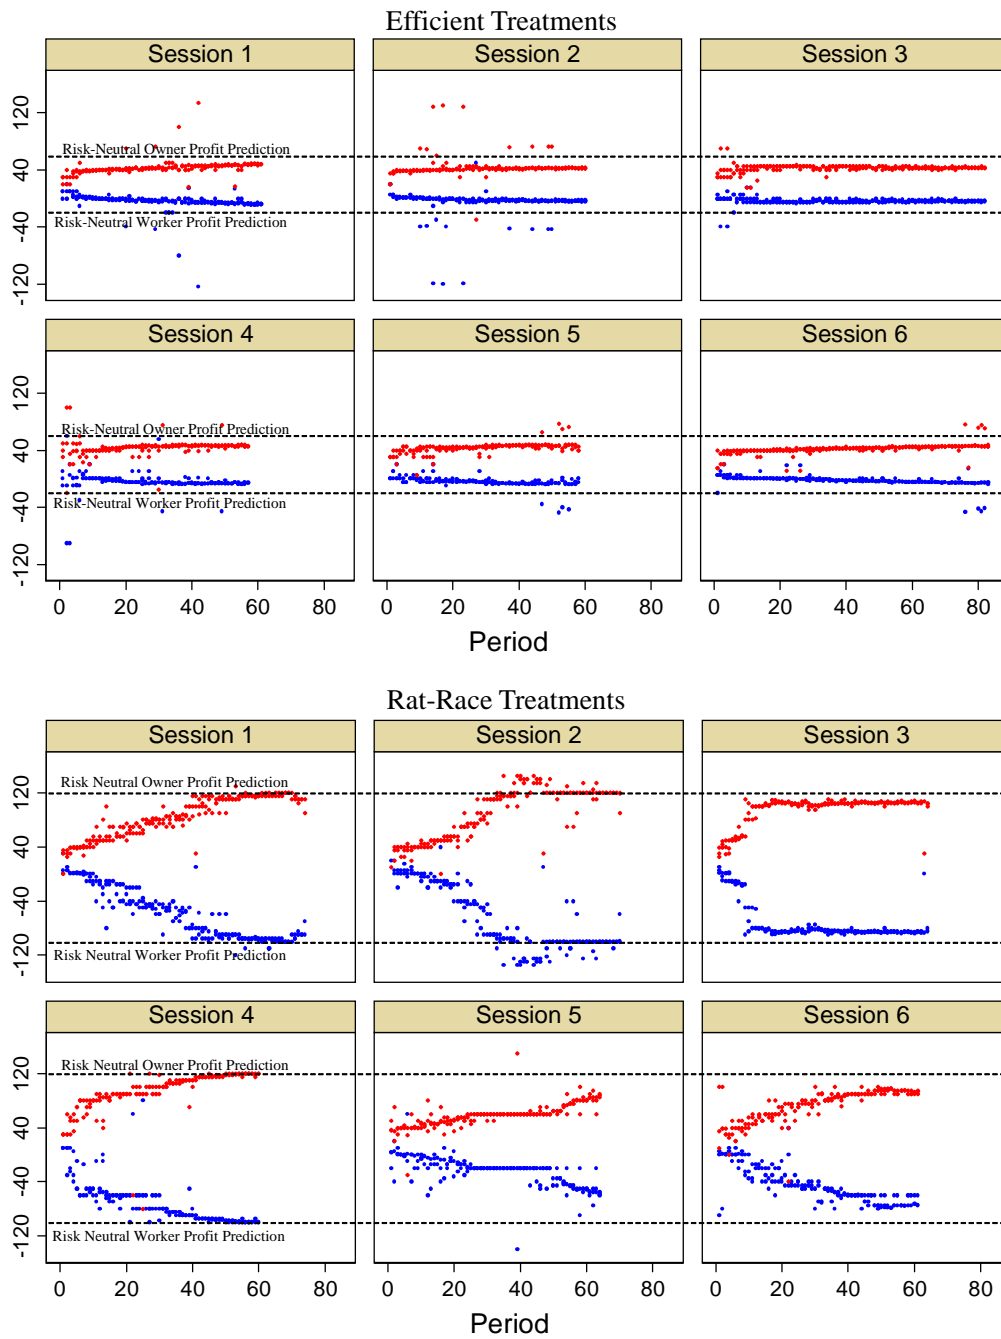 Efficient Treatments
Session 1
Session 2
Session 3
120
40
-40
-120
Risk-Neutral Owner Profit Prediction
Risk-Neutral Worker Profit Prediction
Session 4
Session 5
Session 6
120
40
-40
-120
Risk-Neutral Owner Profit Prediction
Risk-Neutral Worker Profit Prediction
0 20 40 60 80
0 20 40 60 80
0 20 40 60 80
Period
Rat-Race Treatments
Session 1
Session 2
Session 3
120
40
-40
-120
Risk Neutral Owner Profit Prediction
Risk Neutral Worker Profit Prediction
Session 4
Session 5
Session 6
120
40
-40
-120
Risk Neutral Owner Profit Prediction
Risk Neutral Worker Profit Prediction
0 20 40 60 80
0 20 40 60 80
0 20 40 60 80
Period